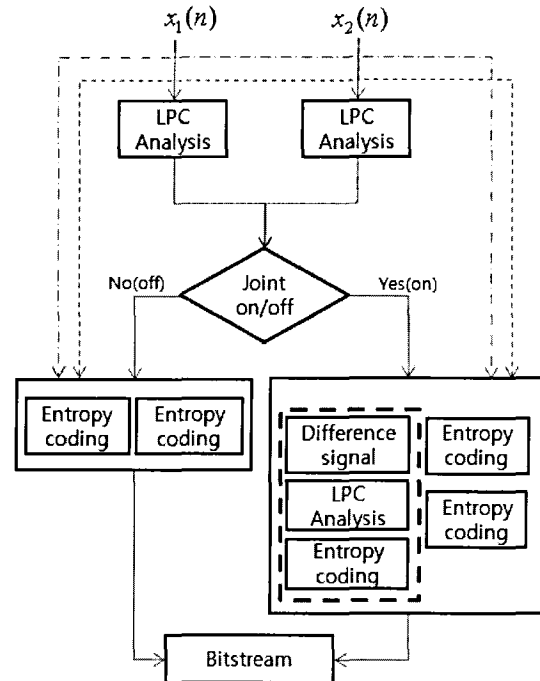 x₁(n)
x₂(n)
LPC
Analysis
LPC
Analysis
No(off)
Joint
on/off
Yes(on)
Entropy
coding
Entropy
coding
Difference
signal
LPC
Analysis
Entropy
coding
Entropy
coding
Entropy
coding
Bitstream